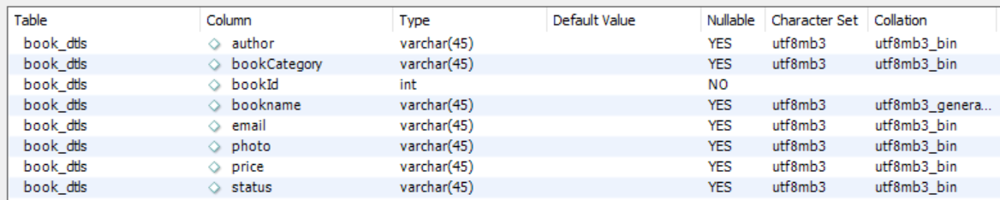 Table Column Type Default Value Nullable Character Set Collation
book_dtls author varchar(45) YES utf8mb3 utf8mb3_bin
book_dtls bookCategory varchar(45) YES utf8mb3 utf8mb3_bin
book_dtls bookId int NO
book_dtls bookname varchar(45) YES utf8mb3 utf8mb3_genera...
book_dtls email varchar(45) YES utf8mb3 utf8mb3_bin
book_dtls photo varchar(45) YES utf8mb3 utf8mb3_bin
book_dtls price varchar(45) YES utf8mb3 utf8mb3_bin
book_dtls status varchar(45) YES utf8mb3 utf8mb3_bin